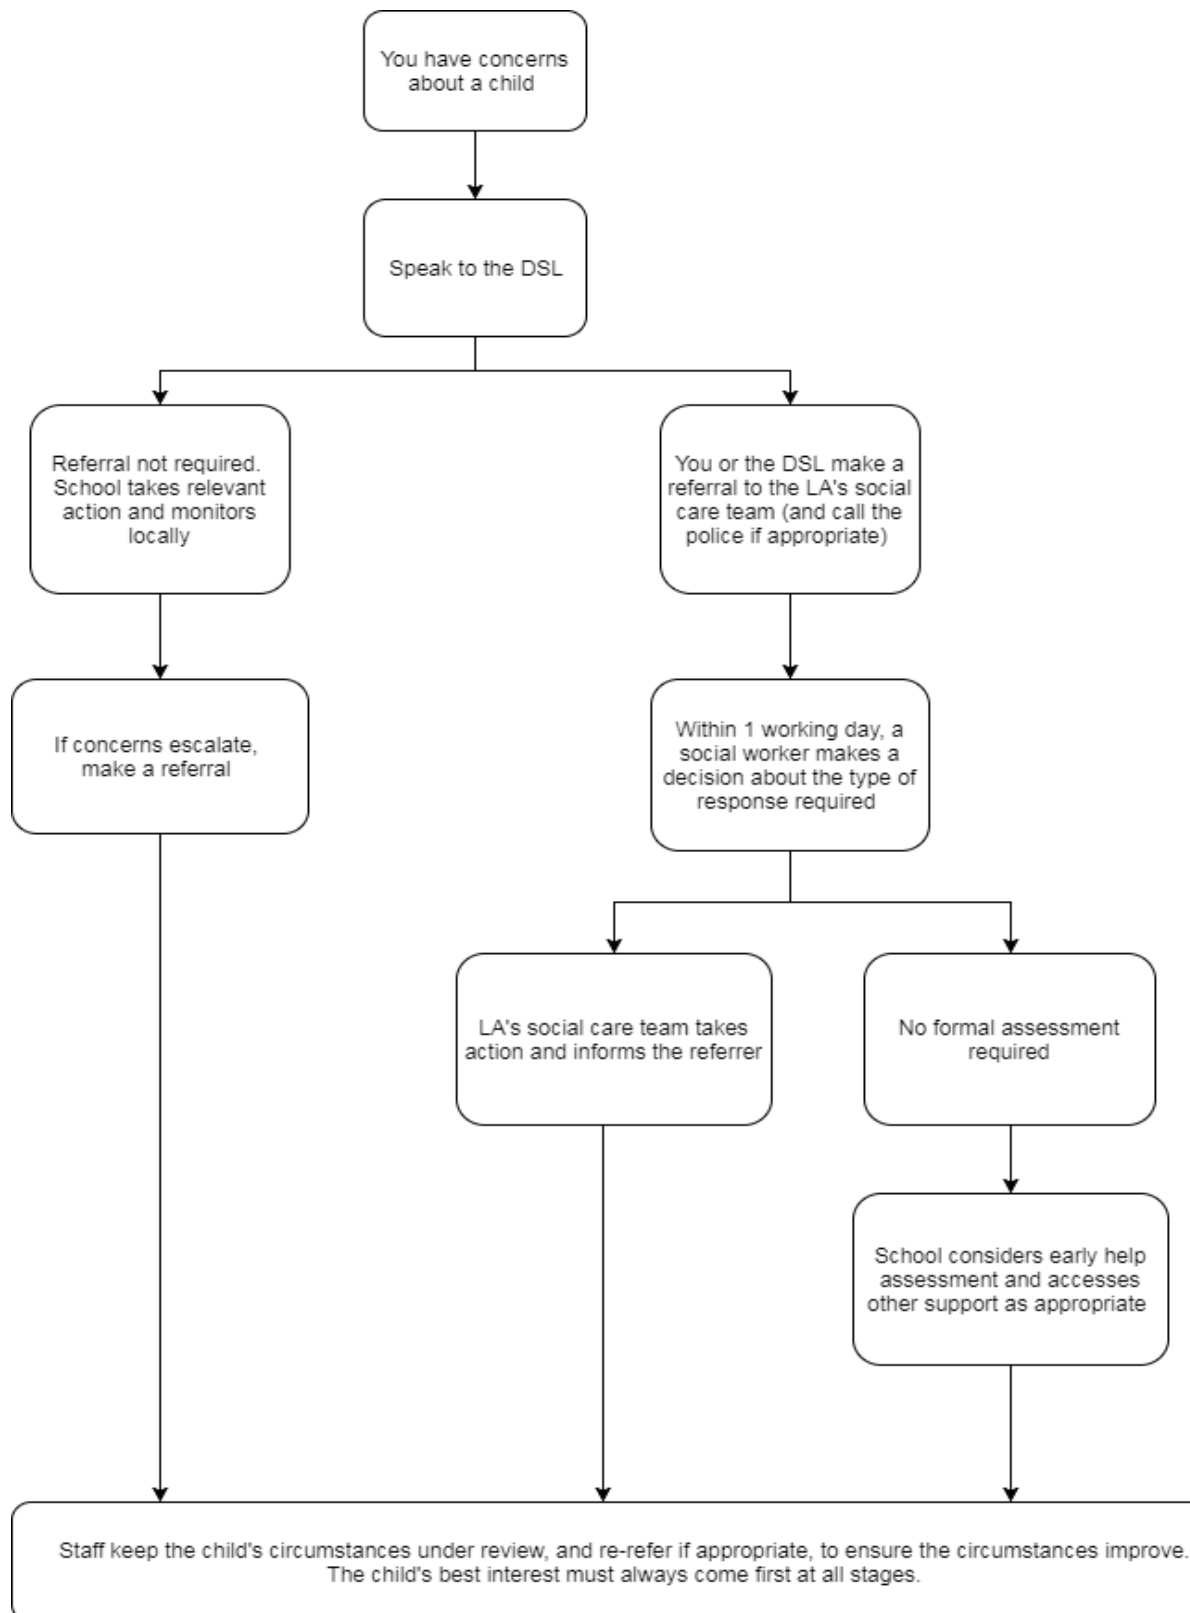 You have concerns
about a child
Speak to the DSL
Referral not required.
School takes relevant
action and monitors
locally
You or the DSL make a
referral to the LA's social
care team (and call the
police if appropriate)
If concerns escalate,
make a referral
Within 1 working day, a
social worker makes a
decision about the type of
response required
LA's social care team takes
action and informs the referrer
No formal assessment
required
School considers early help
assessment and accesses
other support as appropriate
Staff keep the child's circumstances under review, and re-refer if appropriate, to ensure the circumstances improve.
The child's best interest must always come first at all stages.